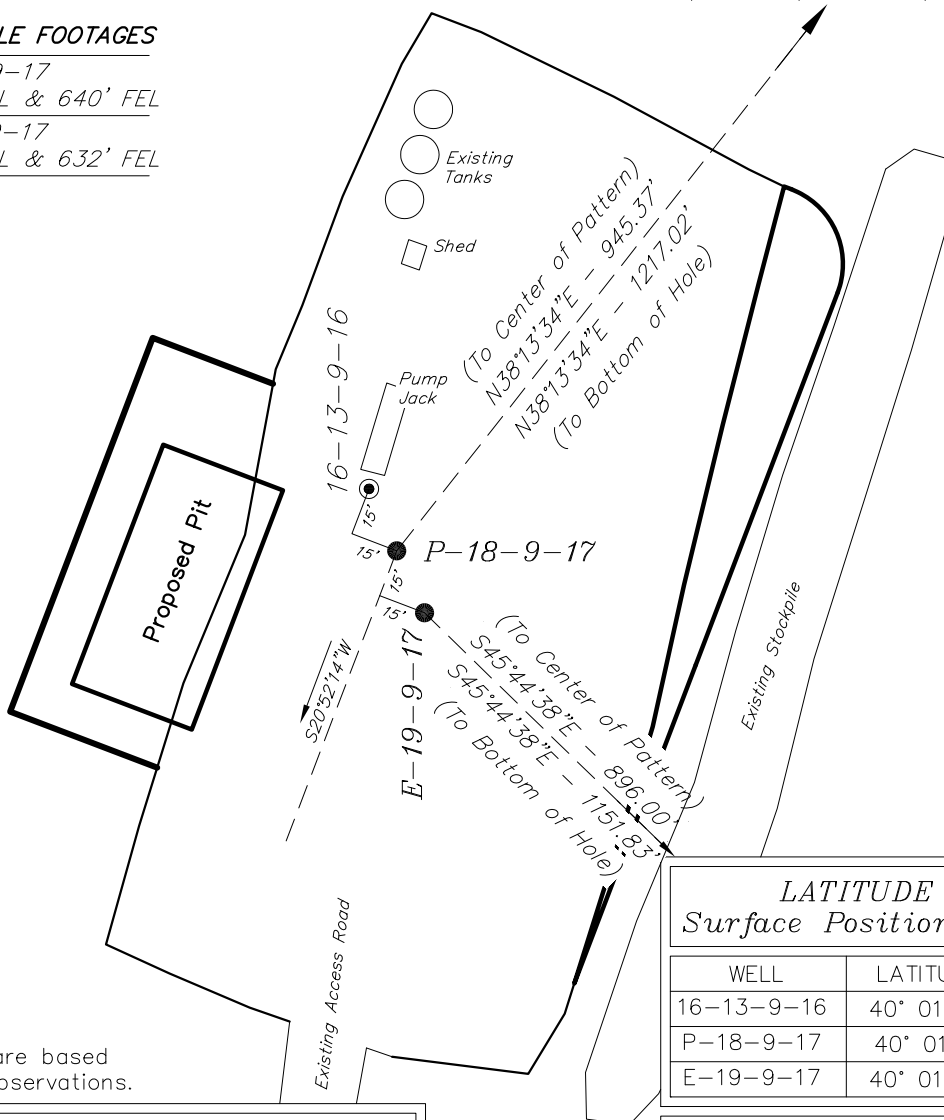 LE FOOTAGES
9-17
L & 640' FEL
9-17
L & 632' FEL
Existing
Tanks
Shed
(To Center of Pattern)
N38°13'34"E - 945.37'
N38°13'34"E - 1217.02'
(To Bottom of Hole)
16-13-9-16
Pump
Jack
15'
15'
P-18-9-17
15'
15'
Proposed Pit
E-19-9-17
S20°52'14"W
(To Center of Pattern)
S45°44'38"E - 896.00'
S45°44'38"E - 1151.83'
(To Bottom of Hole)
Existing Stockpile
Existing Access Road
LATITUDE
Surface Position
WELL LATITU
16-13-9-16 40° 01
P-18-9-17 40° 01
E-19-9-17 40° 01
are based
bservations.